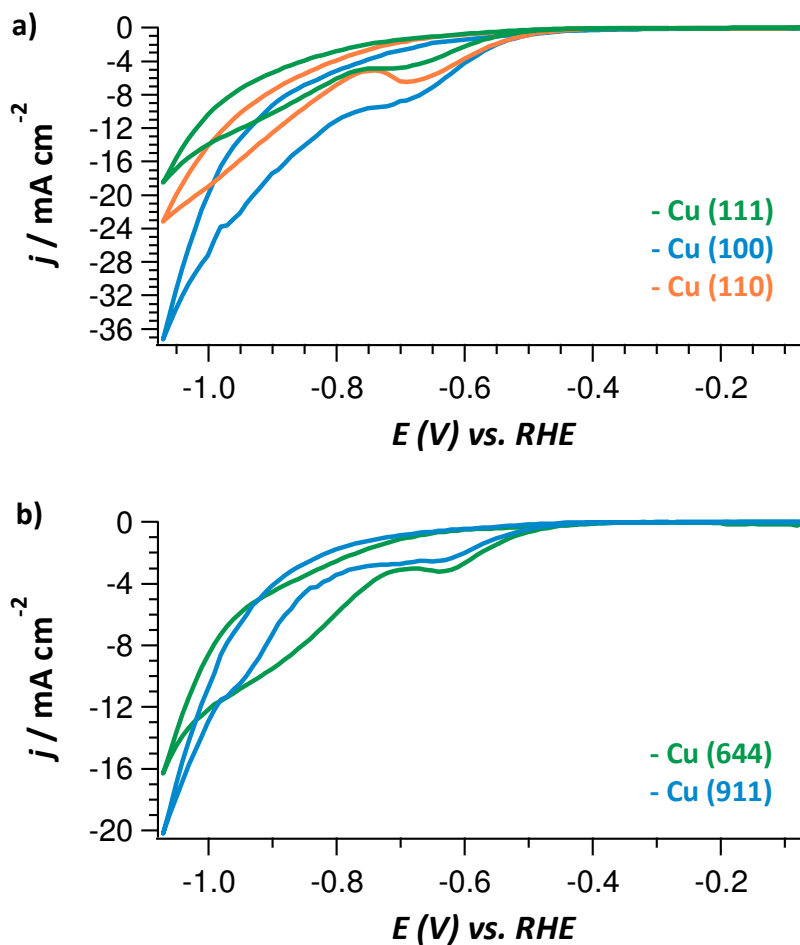 a)
0
-4
-8
-12
-16
-20
-24
-28
-32
-36
j / mA cm-2
- Cu (111)
- Cu (100)
- Cu (110)
-1.0 -0.8 -0.6 -0.4 -0.2
E (V) vs. RHE
b)
0
-4
-8
-12
-16
-20
j / mA cm-2
- Cu (644)
- Cu (911)
-1.0 -0.8 -0.6 -0.4 -0.2
E (V) vs. RHE